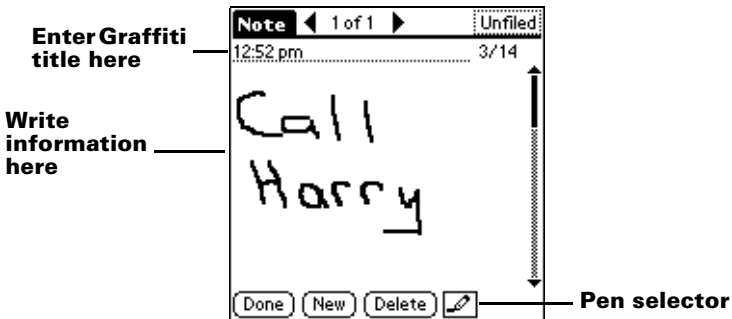 Note 1 of 1 Unfiled
Enter Graffiti
title here
12:52 pm 3/14
Write
information
here
Call
Harry
Done New Delete
Pen selector